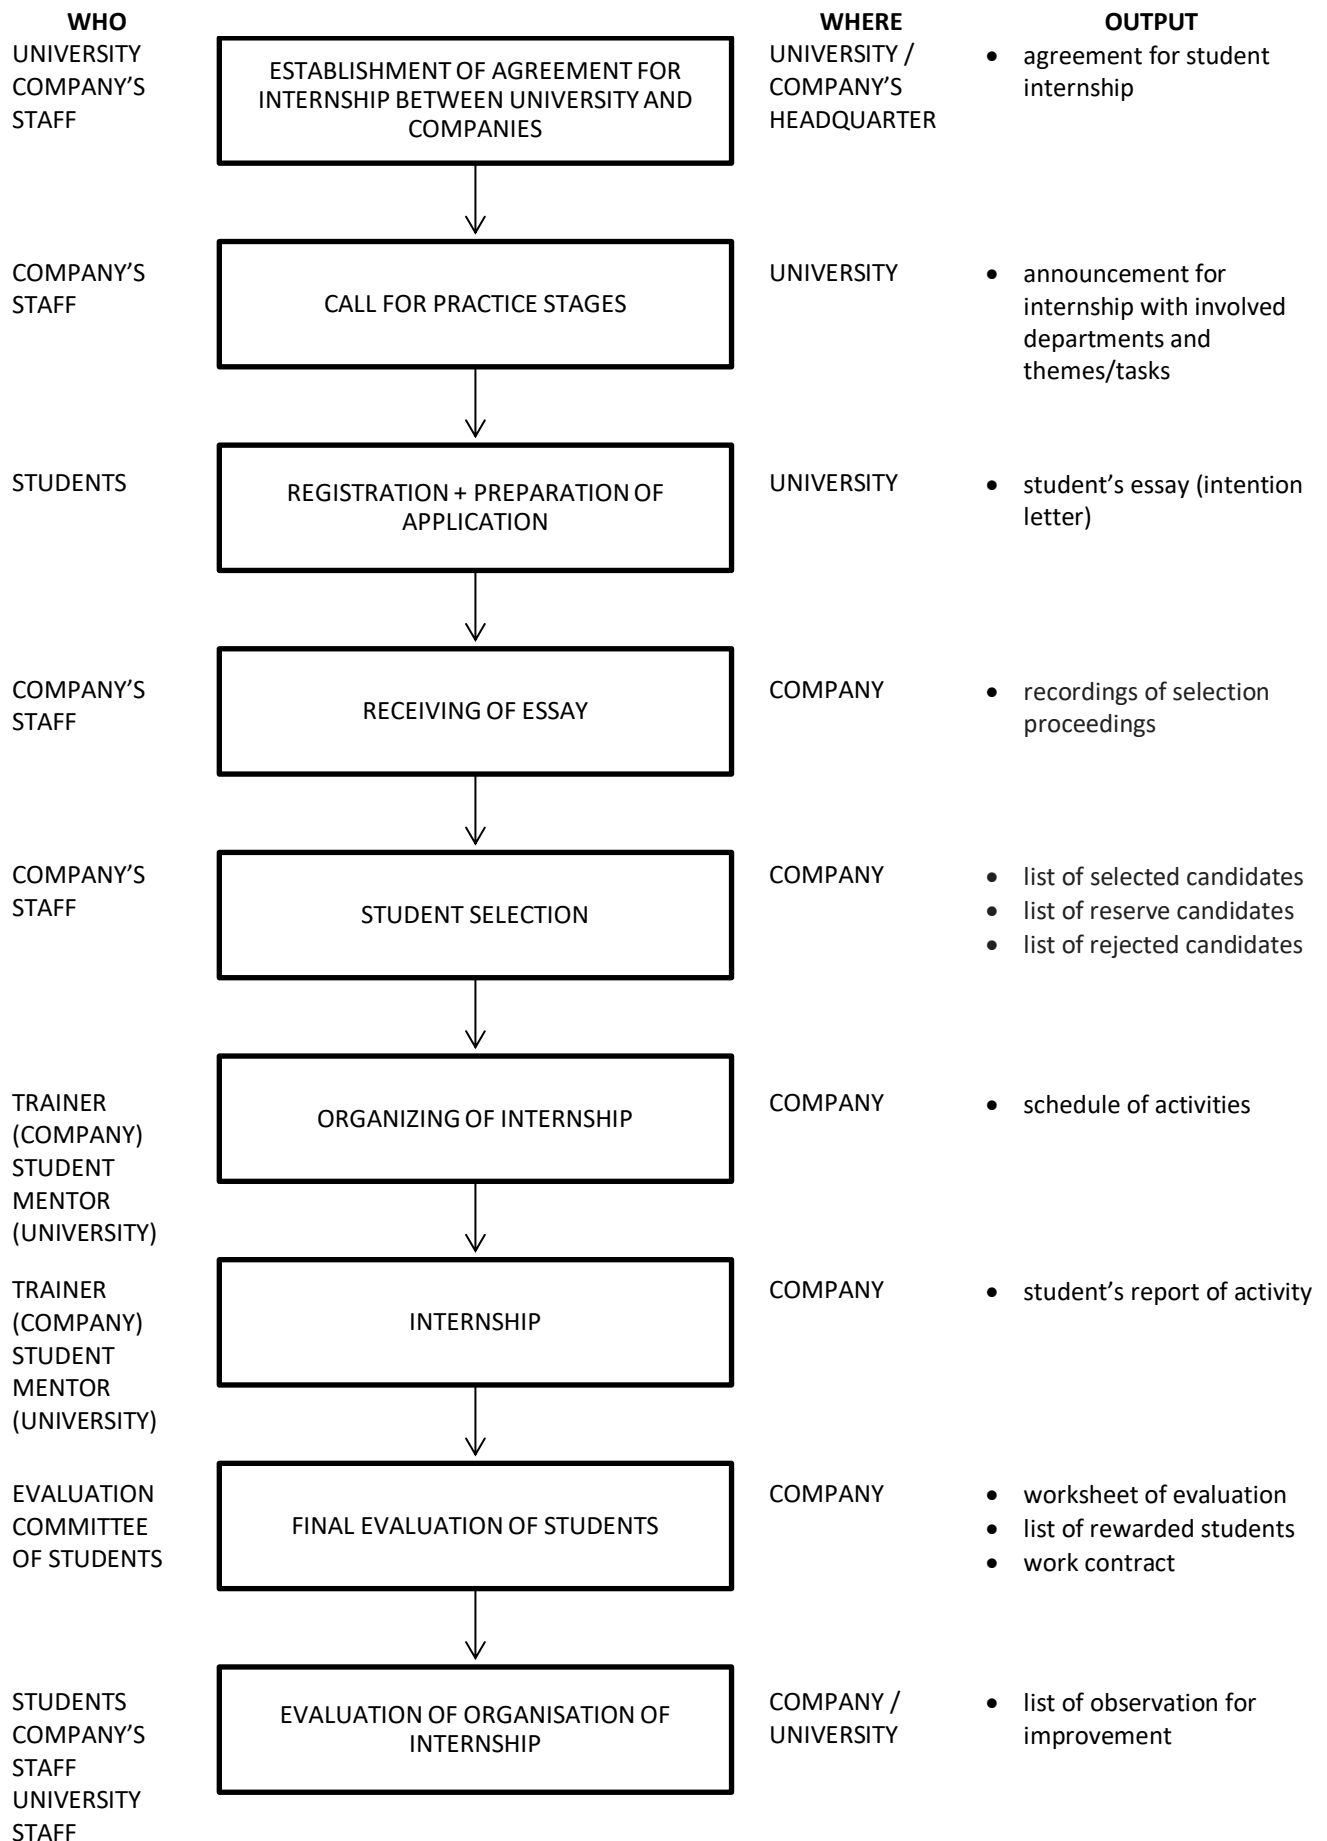 WHO
WHERE
OUTPUT
UNIVERSITY
COMPANY’S
STAFF
ESTABLISHMENT OF AGREEMENT FOR
INTERNSHIP BETWEEN UNIVERSITY AND
COMPANIES
UNIVERSITY /
COMPANY’S
HEADQUARTER
• agreement for student
internship
COMPANY’S
STAFF
CALL FOR PRACTICE STAGES
UNIVERSITY
• announcement for
internship with involved
departments and
themes/tasks
STUDENTS
REGISTRATION + PREPARATION OF
APPLICATION
UNIVERSITY
• student’s essay (intention
letter)
COMPANY’S
STAFF
RECEIVING OF ESSAY
COMPANY
• recordings of selection
proceedings
COMPANY’S
STAFF
STUDENT SELECTION
COMPANY
• list of selected candidates
• list of reserve candidates
• list of rejected candidates
TRAINER
(COMPANY)
STUDENT
MENTOR
(UNIVERSITY)
ORGANIZING OF INTERNSHIP
COMPANY
• schedule of activities
TRAINER
(COMPANY)
STUDENT
MENTOR
(UNIVERSITY)
INTERNSHIP
COMPANY
• student’s report of activity
EVALUATION
COMMITTEE
OF STUDENTS
FINAL EVALUATION OF STUDENTS
COMPANY
• worksheet of evaluation
• list of rewarded students
• work contract
STUDENTS
COMPANY’S
STAFF
UNIVERSITY
STAFF
EVALUATION OF ORGANISATION OF
INTERNSHIP
COMPANY /
UNIVERSITY
• list of observation for
improvement